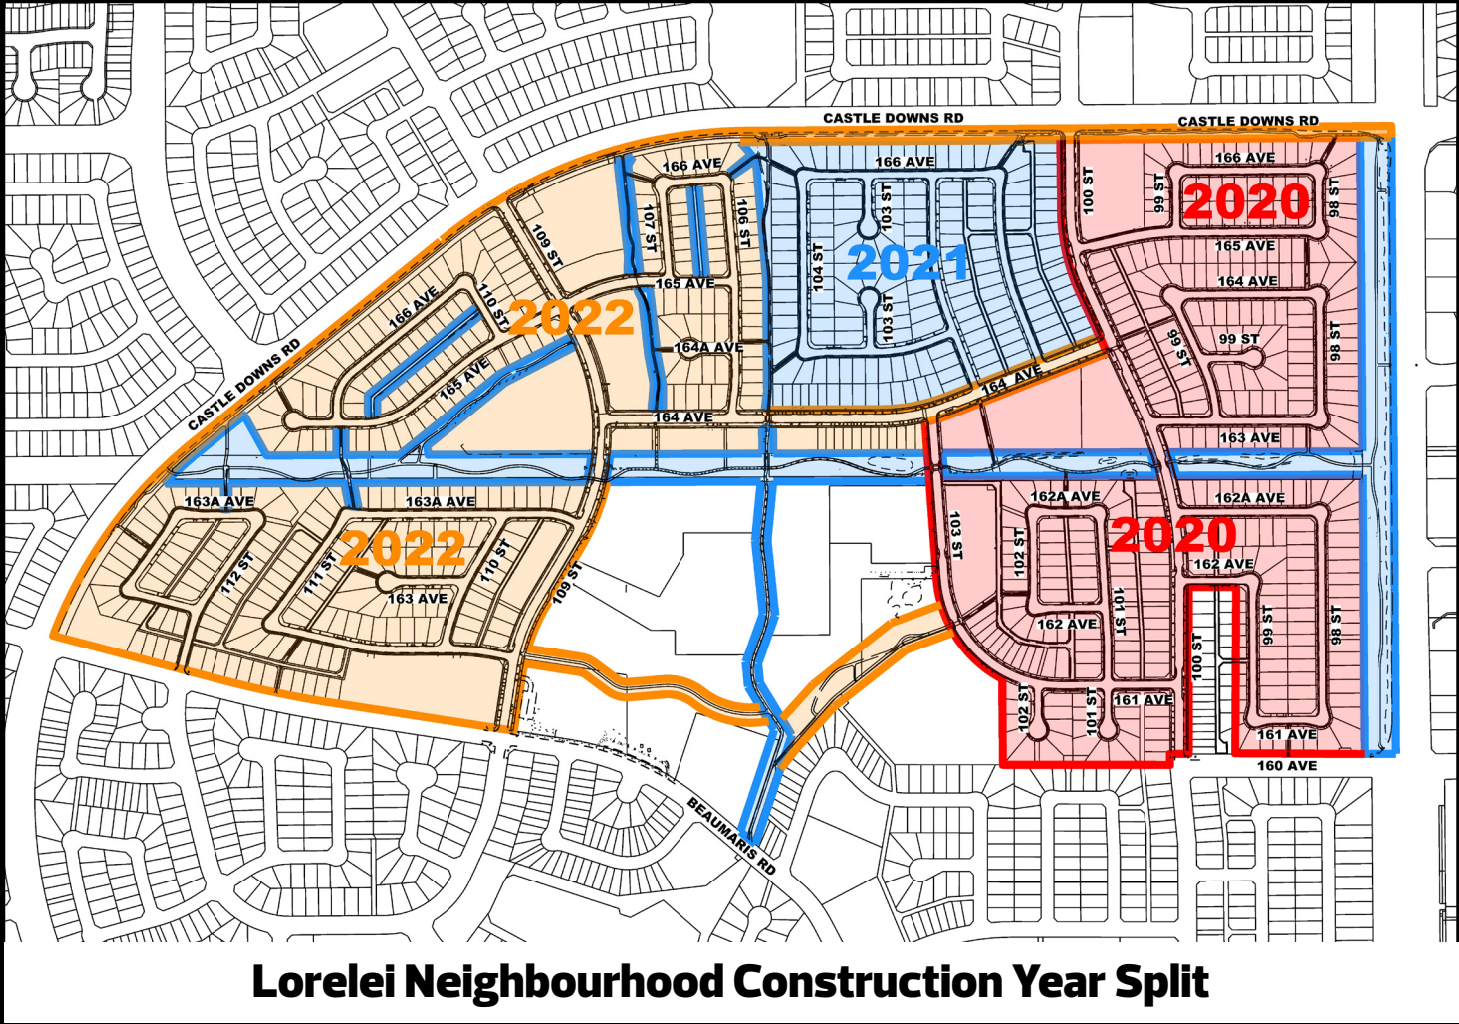 CASTLE DOWNS RD
CASTLE DOWNS RD
166 AVE
166 AVE
166 AVE
100 ST
99 ST
2020
98 ST
107 ST
106 ST
103 ST
109 ST
104 ST
2021
165 AVE
165 AVE
164 AVE
110 ST
166 AVE
2022
103 ST
99 ST
99 ST
98 ST
164A AVE
CASTLE DOWNS RD
165 AVE
164 AVE
164 AVE
163 AVE
163A AVE
163A AVE
162A AVE
162A AVE
103 ST
102 ST
2020
2022
112 ST
111 ST
110 ST
109 ST
163 AVE
162 AVE
101 ST
162 AVE
99 ST
98 ST
100 ST
102 ST
101 ST
161 AVE
161 AVE
160 AVE
BEAUMARIS RD
Lorelei Neighbourhood Construction Year Split